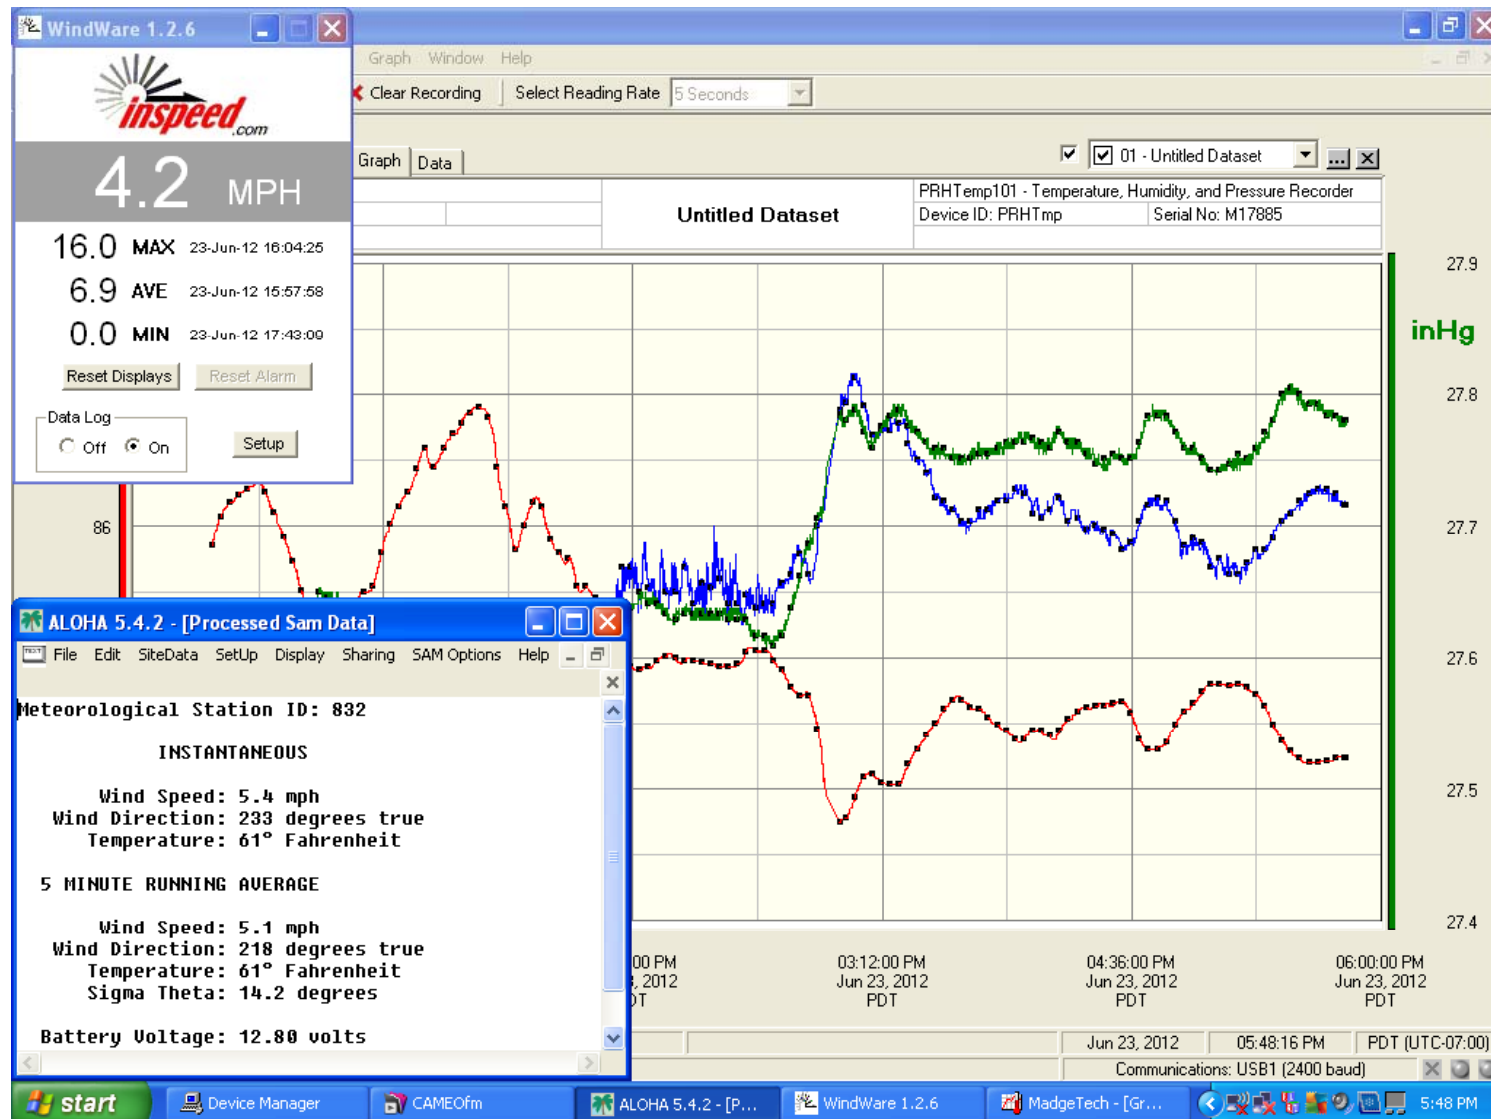 WindWare 1.2.6
inspeed.com
4.2 MPH
16.0 MAX 23-Jun-12 16:04:25
6.9 AVE 23-Jun-12 15:57:58
0.0 MIN 23-Jun-12 17:43:09
Reset Displays Reset Alarm
Data Log
Off On
Setup
Graph Window Help
Clear Recording Select Reading Rate 5 Seconds
Graph Data
01 - Untitled Dataset
Untitled Dataset
PRHTemp101 - Temperature, Humidity, and Pressure Recorder
Device ID: PRHTmp Serial No: M17885
27.9
inHg
27.8
86
27.7
27.6
27.5
27.4
ALOHA 5.4.2 - [Processed Sam Data]
File Edit SiteData SetUp Display Sharing SAM Options Help
Meteorological Station ID: 832
INSTANTANEOUS
Wind Speed: 5.4 mph
Wind Direction: 233 degrees true
Temperature: 61° Fahrenheit
5 MINUTE RUNNING AVERAGE
Wind Speed: 5.1 mph
Wind Direction: 218 degrees true
Temperature: 61° Fahrenheit
Sigma Theta: 14.2 degrees
Battery Voltage: 12.80 volts
:00 PM 03:12:00 PM 04:36:00 PM 06:00:00 PM
, 2012 Jun 23, 2012 Jun 23, 2012 Jun 23, 2012
PDT PDT PDT
Jun 23, 2012 05:48:16 PM PDT (UTC-07:00)
Communications: USB1 (2400 baud)
start Device Manager CAMEOfm ALOHA 5.4.2 - [P... WindWare 1.2.6 MadgeTech - [Gr... 5:48 PM